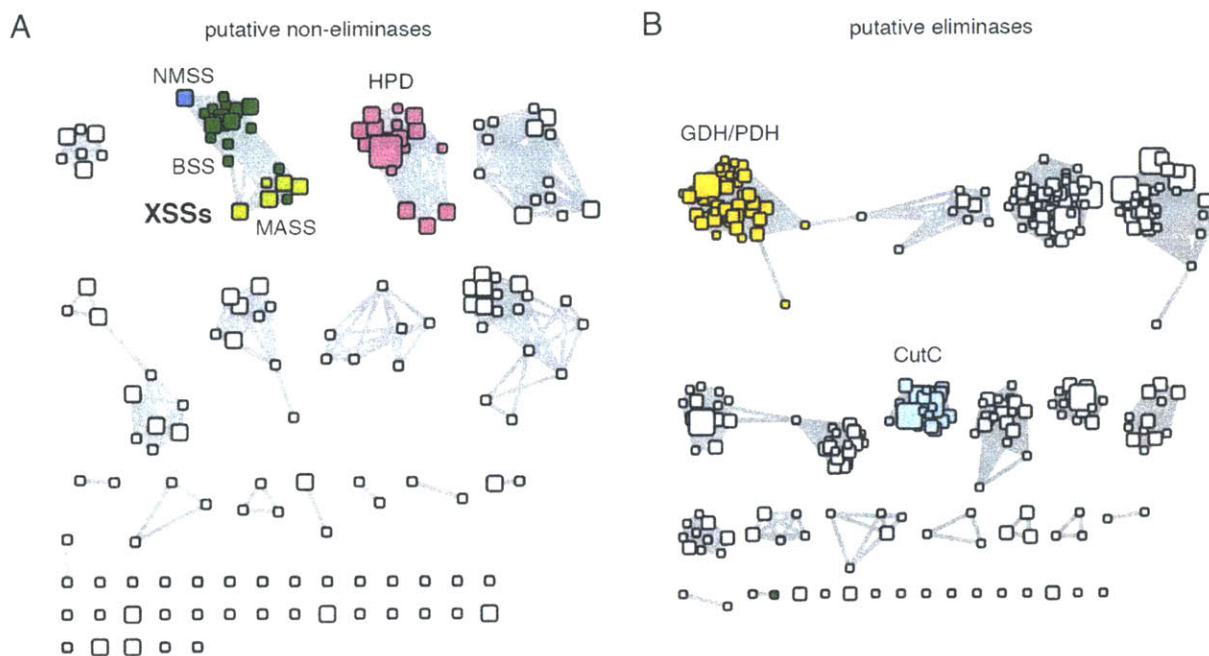 A
putative non-eliminases
B
putative eliminases
NMSS
HPD
BSS
XSSs
MASS
GDH/PDH
CutC